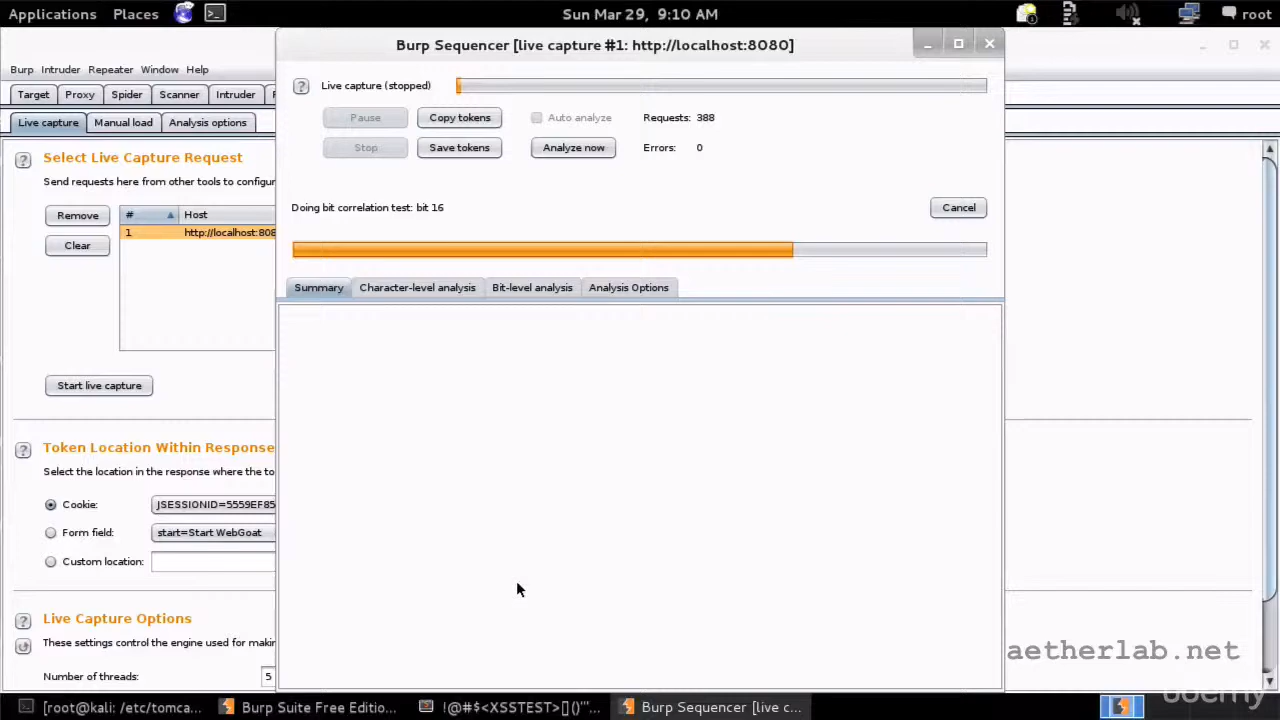 Applications Places Sun Mar 29, 9:10 AM root
Burp Sequencer [live capture #1: http://localhost:8080]
Burp Intruder Repeater Window Help
Target Proxy Spider Scanner Intruder
Live capture (stopped)
Pause Copy tokens Auto analyze Requests: 388
Live capture Manual load Analysis options
Stop Save tokens Analyze now Errors: 0
? Select Live Capture Request
Send requests here from other tools to configur
Doing bit correlation test: bit 16 Cancel
Remove # Host
1 http://localhost:808
Clear
Summary Character-level analysis Bit-level analysis Analysis Options
Start live capture
? Token Location Within Response
Select the location in the response where the to
Cookie: JSESSIONID=5559EF85
Form field: start=Start WebGoat
Custom location:
? Live Capture Options
These settings control the engine used for makin
aetherlab.net
Number of threads: 5
udemy
[root@kali: /etc/tomca... Burp Suite Free Edition... !@#$<XSSTEST>[]()'"... Burp Sequencer [live c...